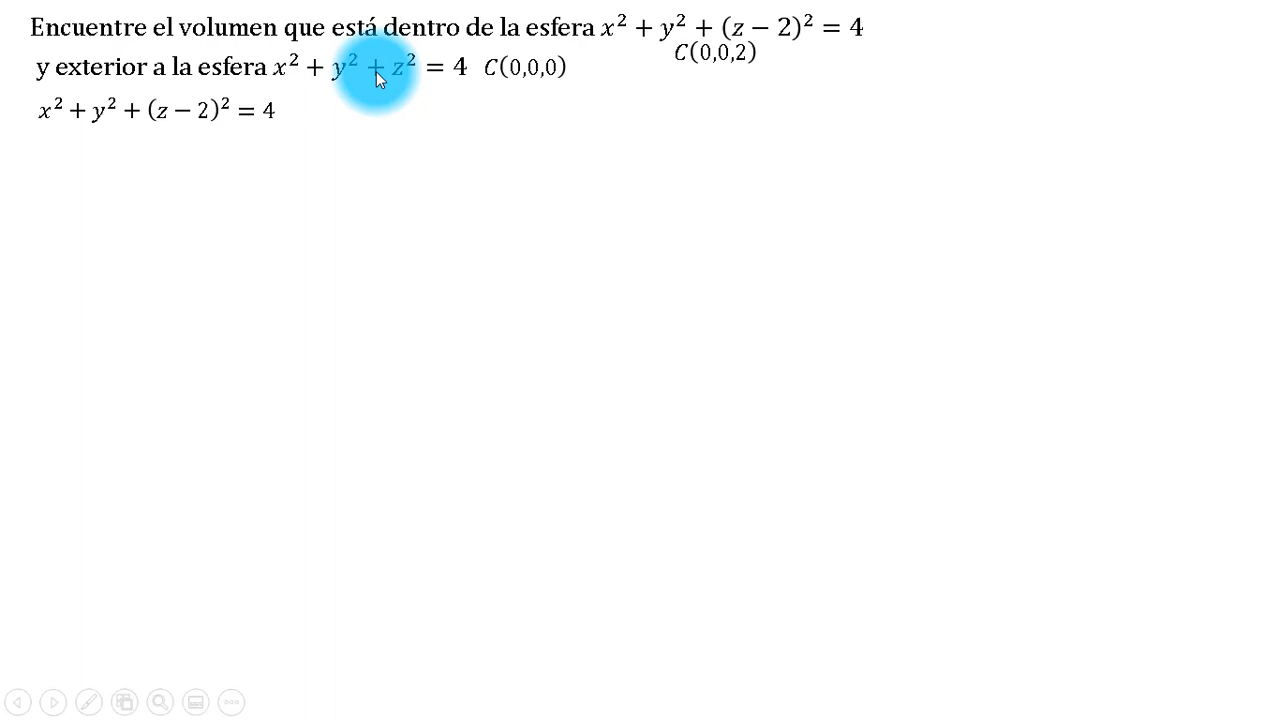 Encuentre el volumen que está dentro de la esfera x² + y² + (z − 2)² = 4
C(0,0,2)
y exterior a la esfera x² + y² + z² = 4 C(0,0,0)
x² + y² + (z − 2)² = 4